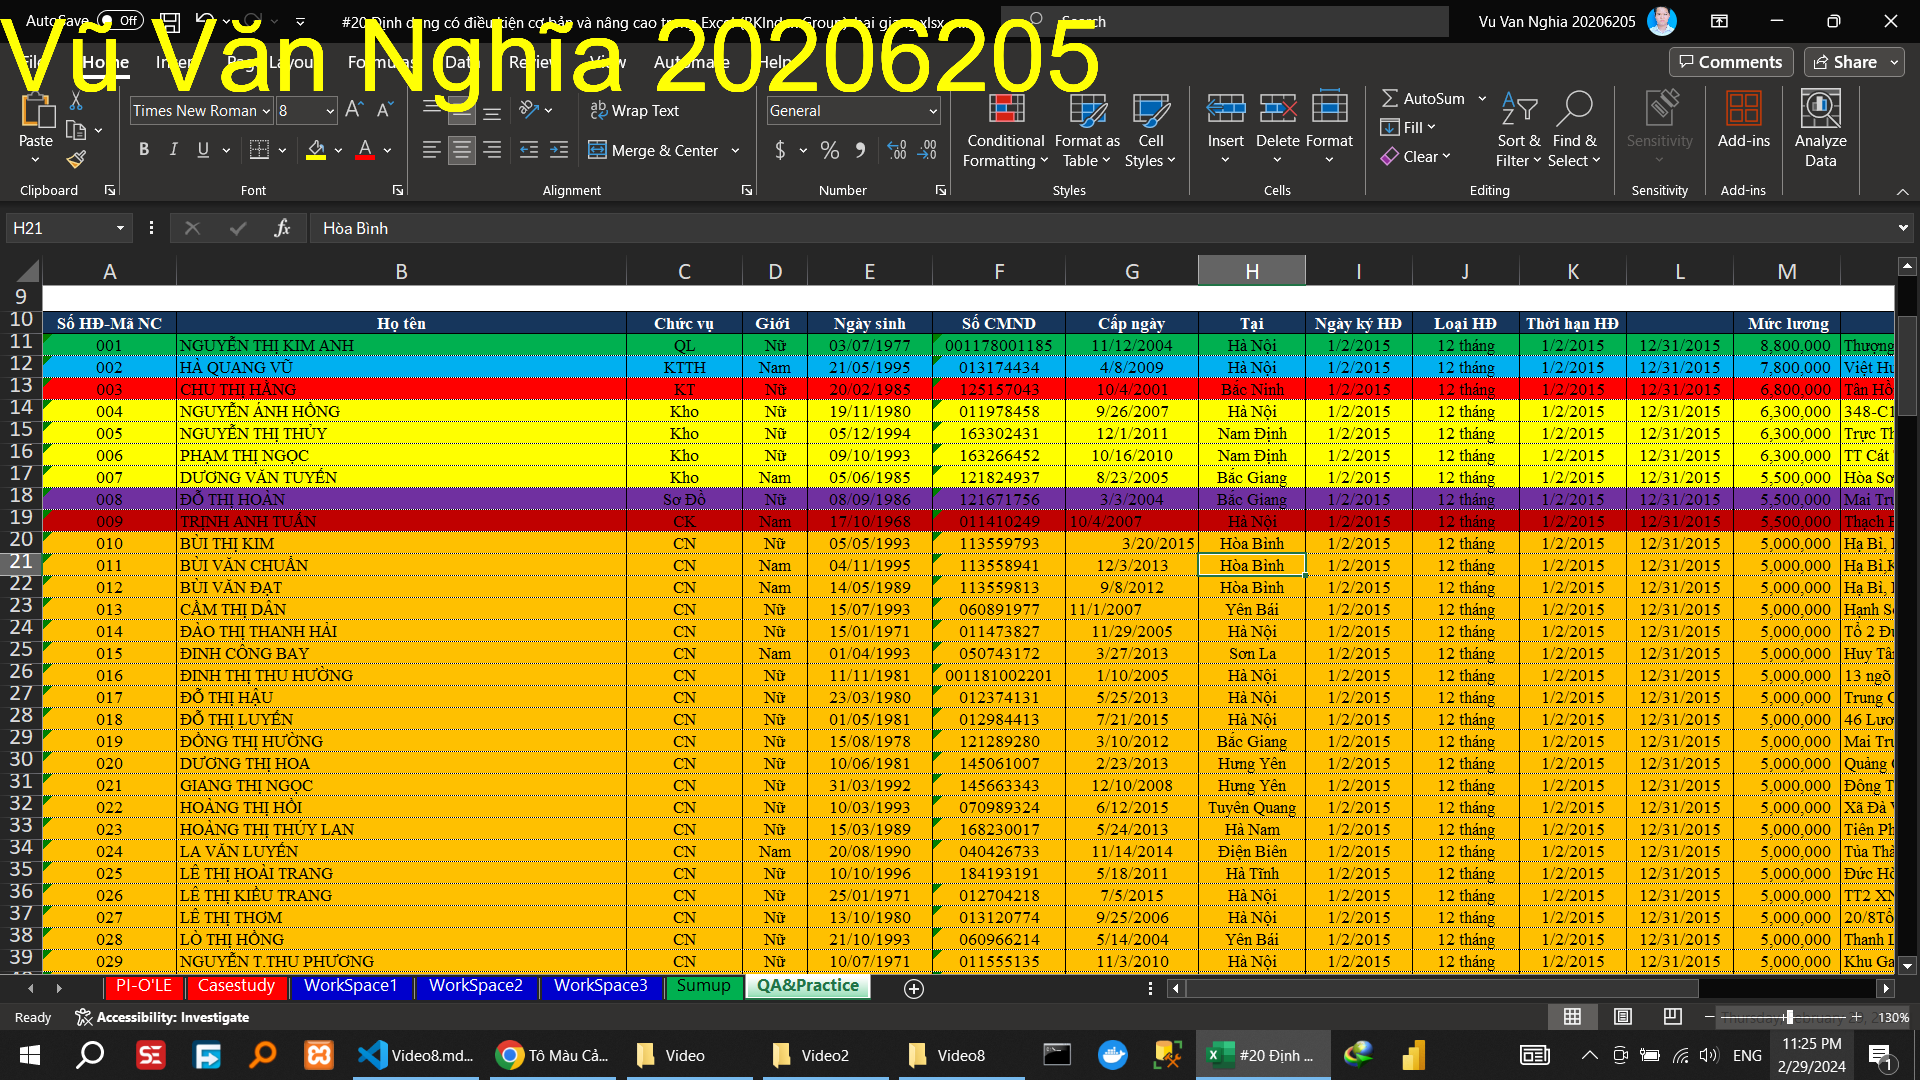 AutoSave Off #20 Định dạng có điều kiện cơ bản và nâng cao trong Excel Search Vu Van Nghia 20206205
Vũ Văn Nghĩa 20206205
File Home Insert Page Layout Formulas Data Review View Automate Help Comments Share
Paste Times New Roman 8 Wrap Text General Conditional Formatting Format as Table Cell Styles Insert Delete Format AutoSum Fill Clear Sort & Filter Find & Select Sensitivity Add-ins Analyze Data
B I U Merge & Center $ %
Clipboard Font Alignment Number Styles Cells Editing Sensitivity Add-ins
H21 fx Hòa Bình
A B C D E F G H I J K L M
9
10 Số HĐ-Mã NC Họ tên Chức vụ Giới Ngày sinh Số CMND Cấp ngày Tại Ngày ký HĐ Loại HĐ Thời hạn HĐ Mức lương
11 001 NGUYỄN THỊ KIM ANH QL Nữ 03/07/1977 001178001185 11/12/2004 Hà Nội 1/2/2015 12 tháng 1/2/2015 12/31/2015 8,800,000 Thượng
12 002 HÀ QUANG VŨ KTTH Nam 21/05/1995 013174434 4/8/2009 Hà Nội 1/2/2015 12 tháng 1/2/2015 12/31/2015 7,800,000 Việt Hư
13 003 CHU THỊ HẰNG KT Nữ 20/02/1985 125157043 10/4/2001 Bắc Ninh 1/2/2015 12 tháng 1/2/2015 12/31/2015 6,800,000 Tân Hồ
14 004 NGUYỄN ÁNH HỒNG Kho Nữ 19/11/1980 011978458 9/26/2007 Hà Nội 1/2/2015 12 tháng 1/2/2015 12/31/2015 6,300,000 348-C1
15 005 NGUYỄN THỊ THỦY Kho Nữ 05/12/1994 163302431 12/1/2011 Nam Định 1/2/2015 12 tháng 1/2/2015 12/31/2015 6,300,000 Trực Th
16 006 PHẠM THỊ NGỌC Kho Nữ 09/10/1993 163266452 10/16/2010 Nam Định 1/2/2015 12 tháng 1/2/2015 12/31/2015 6,300,000 TT Cát
17 007 DƯƠNG VĂN TUYẾN Kho Nam 05/06/1985 121824937 8/23/2005 Bắc Giang 1/2/2015 12 tháng 1/2/2015 12/31/2015 5,500,000 Hòa Sơ
18 008 ĐỖ THỊ HOẢN Sơ Đồ Nữ 08/09/1986 121671756 3/3/2004 Bắc Giang 1/2/2015 12 tháng 1/2/2015 12/31/2015 5,500,000 Mai Tru
19 009 TRỊNH ANH TUẤN CK Nam 17/10/1968 011410249 10/4/2007 Hà Nội 1/2/2015 12 tháng 1/2/2015 12/31/2015 5,500,000 Thạch
20 010 BÙI THỊ KIM CN Nữ 05/05/1993 113559793 3/20/2015 Hòa Bình 1/2/2015 12 tháng 1/2/2015 12/31/2015 5,000,000 Hạ Bì,
21 011 BÙI VĂN CHUẨN CN Nam 04/11/1995 113558941 12/3/2013 Hòa Bình 1/2/2015 12 tháng 1/2/2015 12/31/2015 5,000,000 Hạ Bì,K
22 012 BÙI VĂN ĐẠT CN Nam 14/05/1989 113559813 9/8/2012 Hòa Bình 1/2/2015 12 tháng 1/2/2015 12/31/2015 5,000,000 Hạ Bì,
23 013 CẦM THỊ DÂN CN Nữ 15/07/1993 060891977 11/1/2007 Yên Bái 1/2/2015 12 tháng 1/2/2015 12/31/2015 5,000,000 Hạnh Sơ
24 014 ĐÀO THỊ THANH HẢI CN Nữ 15/01/1971 011473827 11/29/2005 Hà Nội 1/2/2015 12 tháng 1/2/2015 12/31/2015 5,000,000 Tổ 2 Đư
25 015 ĐINH CÔNG BAY CN Nam 01/04/1993 050743172 3/27/2013 Sơn La 1/2/2015 12 tháng 1/2/2015 12/31/2015 5,000,000 Huy Tâ
26 016 ĐINH THỊ THU HƯỜNG CN Nữ 11/11/1981 001181002201 1/10/2005 Hà Nội 1/2/2015 12 tháng 1/2/2015 12/31/2015 5,000,000 13 ngõ
27 017 ĐỖ THỊ HẬU CN Nữ 23/03/1980 012374131 5/25/2013 Hà Nội 1/2/2015 12 tháng 1/2/2015 12/31/2015 5,000,000 Trung C
28 018 ĐỖ THỊ LUYẾN CN Nữ 01/05/1981 012984413 7/21/2015 Hà Nội 1/2/2015 12 tháng 1/2/2015 12/31/2015 5,000,000 46 Lươ
29 019 ĐỒNG THỊ HƯỜNG CN Nữ 15/08/1978 121289280 3/10/2012 Bắc Giang 1/2/2015 12 tháng 1/2/2015 12/31/2015 5,000,000 Mai Tru
30 020 DƯƠNG THỊ HOA CN Nữ 10/06/1981 145061007 2/23/2013 Hưng Yên 1/2/2015 12 tháng 1/2/2015 12/31/2015 5,000,000 Quảng
31 021 GIANG THỊ NGỌC CN Nữ 31/03/1992 145663343 12/10/2008 Hưng Yên 1/2/2015 12 tháng 1/2/2015 12/31/2015 5,000,000 Đông T
32 022 HOÀNG THỊ HỒI CN Nữ 10/03/1993 070989324 6/12/2015 Tuyên Quang 1/2/2015 12 tháng 1/2/2015 12/31/2015 5,000,000 Xã Đà
33 023 HOÀNG THỊ THÚY LAN CN Nữ 15/03/1989 168230017 5/24/2013 Hà Nam 1/2/2015 12 tháng 1/2/2015 12/31/2015 5,000,000 Tiên Ph
34 024 LA VĂN LUYẾN CN Nam 20/08/1990 040426733 11/14/2014 Điện Biên 1/2/2015 12 tháng 1/2/2015 12/31/2015 5,000,000 Tủa Thà
35 025 LÊ THỊ HOÀI TRANG CN Nữ 10/10/1996 184193191 5/18/2011 Hà Tĩnh 1/2/2015 12 tháng 1/2/2015 12/31/2015 5,000,000 Đức Hò
36 026 LÊ THỊ KIỀU TRANG CN Nữ 25/01/1971 012704218 7/5/2015 Hà Nội 1/2/2015 12 tháng 1/2/2015 12/31/2015 5,000,000 TT2 XN
37 027 LÊ THỊ THƠM CN Nữ 13/10/1980 013120774 9/25/2006 Hà Nội 1/2/2015 12 tháng 1/2/2015 12/31/2015 5,000,000 20/8Tổ
38 028 LÒ THỊ HỒNG CN Nữ 21/10/1993 060966214 5/14/2004 Yên Bái 1/2/2015 12 tháng 1/2/2015 12/31/2015 5,000,000 Thanh L
39 029 NGUYỄN T.THU PHƯƠNG CN Nữ 10/07/1971 011555135 11/3/2010 Hà Nội 1/2/2015 12 tháng 1/2/2015 12/31/2015 5,000,000 Khu Ga
PI-O'LE Casestudy WorkSpace1 WorkSpace2 WorkSpace3 Sumup QA&Practice
Ready Accessibility: Investigate 130%
Video8.md... Tô Màu Cả... Video Video2 Video8 #20 Định ... ENG 11:25 PM
2/29/2024 1